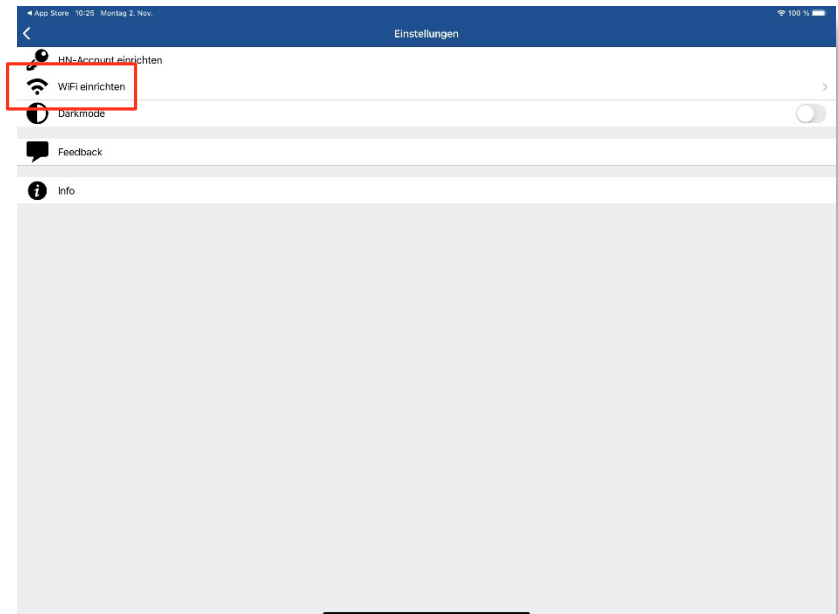 App Store 10:25 Montag 2. Nov. 100 %
Einstellungen
HN-Account einrichten
WiFi einrichten
Darkmode
Feedback
Info